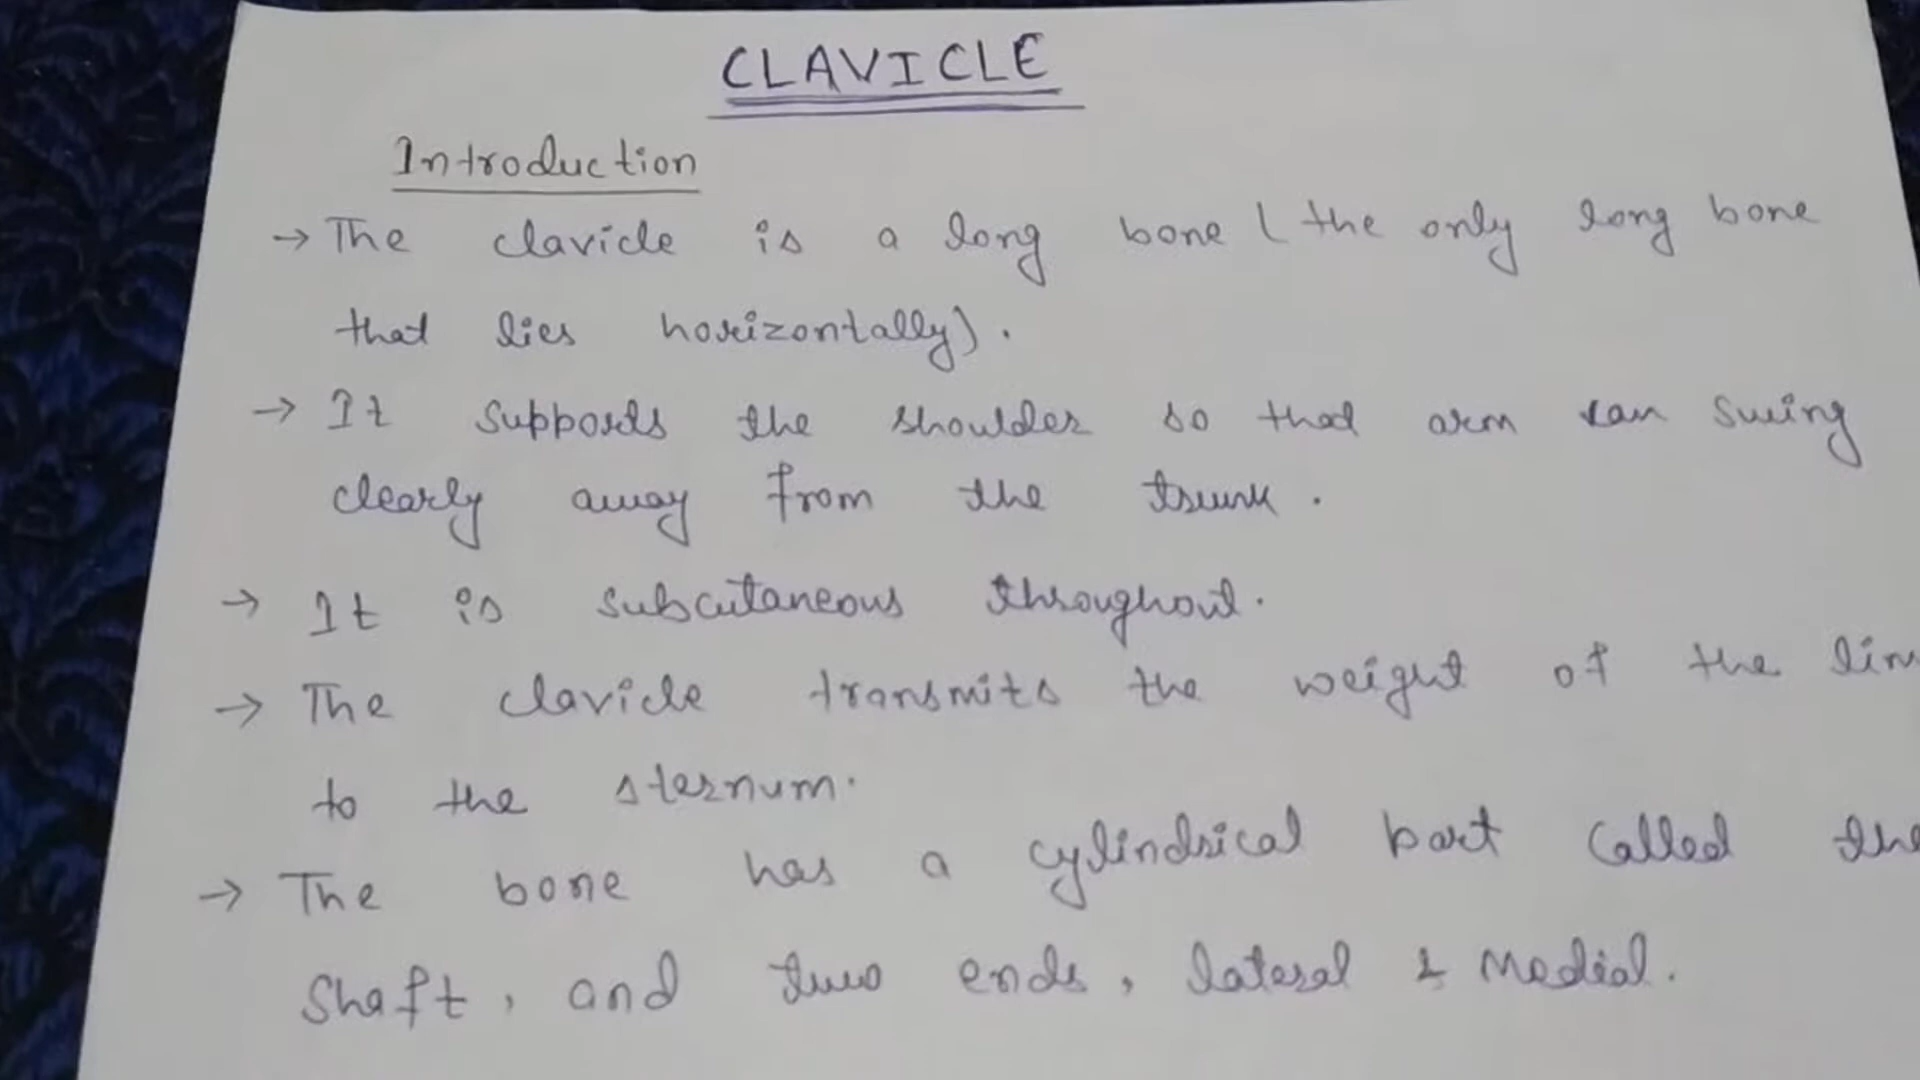 CLAVICLE
Introduction
→ The clavicle is a long bone ( the only long bone
that lies horizontally).
→ It supports the shoulder so that arm can swing
clearly away from the trunk.
→ It is subcutaneous throughout.
→ The clavicle transmits the weight of the lim
to the sternum.
→ The bone has a cylindrical part called the
shaft, and two ends, lateral & Medial.